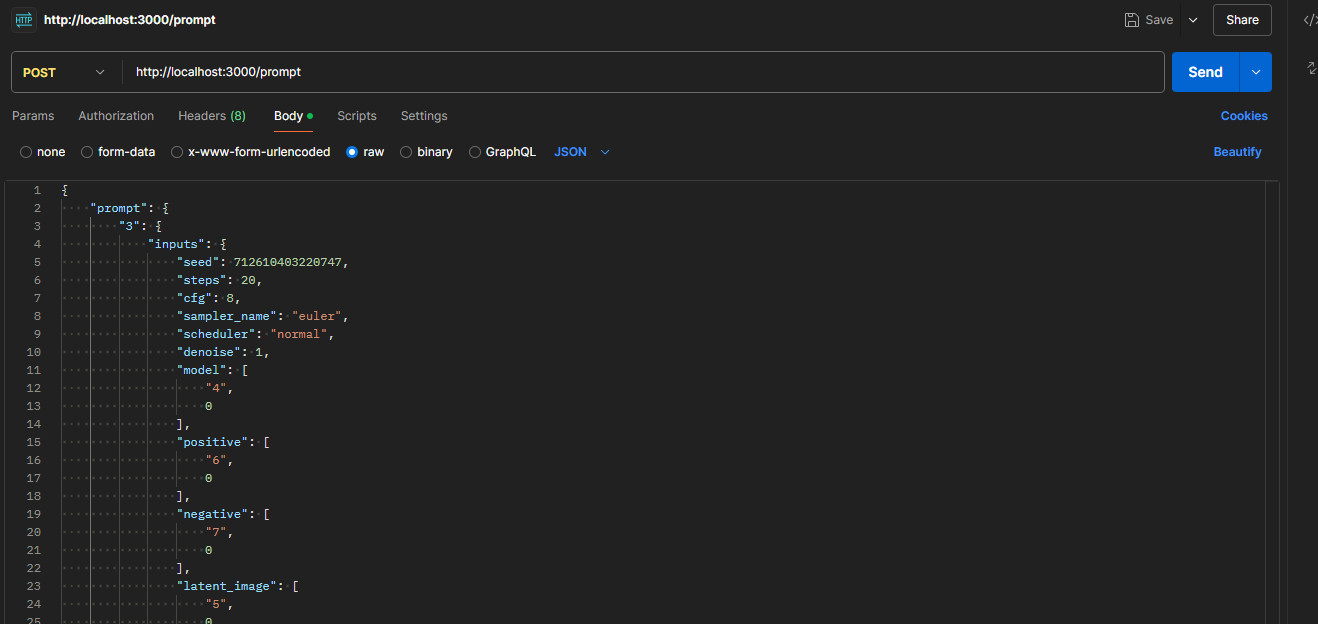 HTTP http://localhost:3000/prompt Save Share
POST http://localhost:3000/prompt Send
Params Authorization Headers (8) Body Scripts Settings Cookies
none form-data x-www-form-urlencoded raw binary GraphQL JSON Beautify
1 {
2 "prompt": {
3 "3": {
4 "inputs": {
5 "seed": 712610403220747,
6 "steps": 20,
7 "cfg": 8,
8 "sampler_name": "euler",
9 "scheduler": "normal",
10 "denoise": 1,
11 "model": [
12 "4",
13 0
14 ],
15 "positive": [
16 "6",
17 0
18 ],
19 "negative": [
20 "7",
21 0
22 ],
23 "latent_image": [
24 "5",
25 0